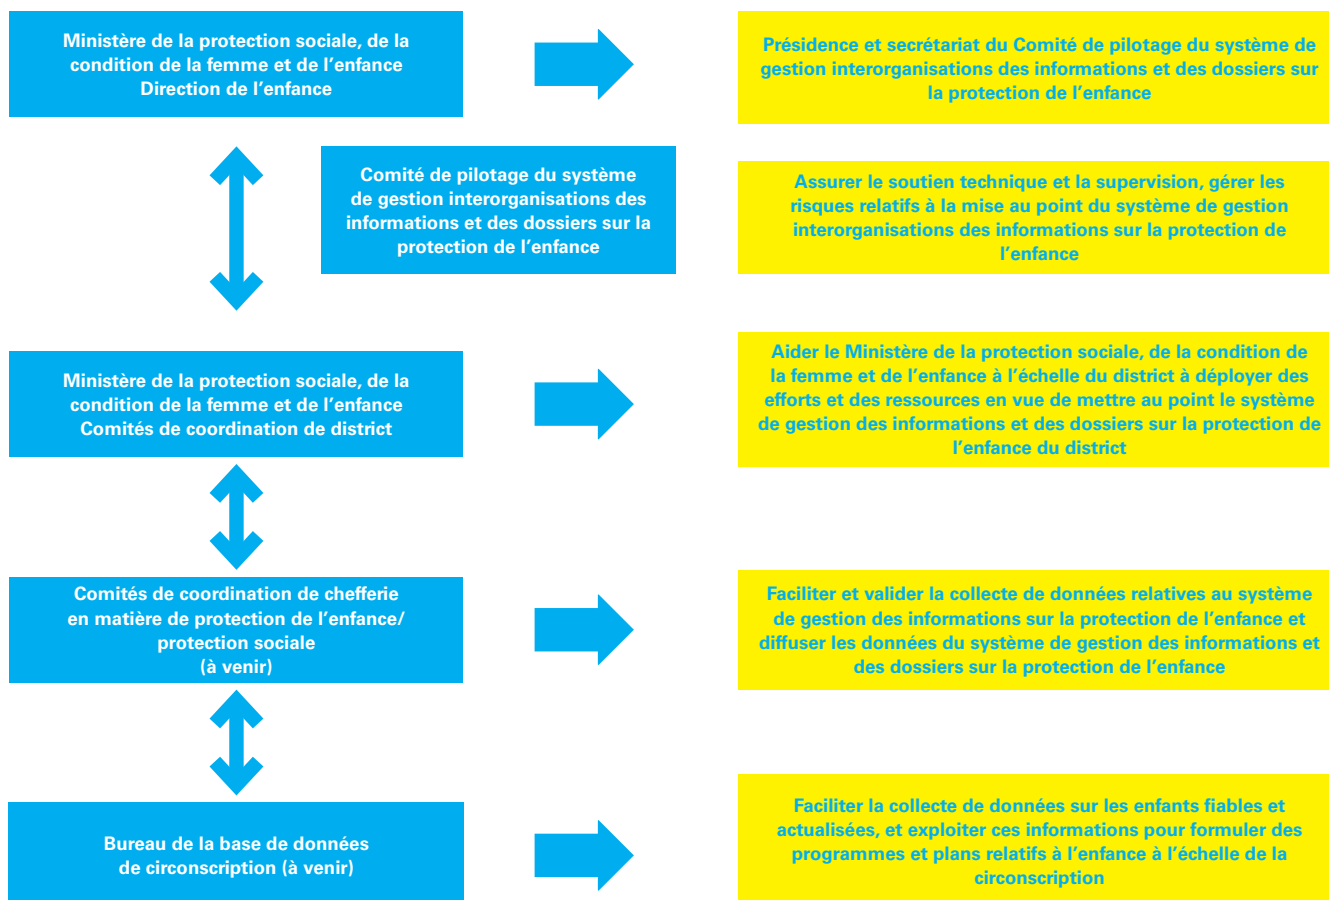 Ministère de la protection sociale, de la
condition de la femme et de l'enfance
Direction de l'enfance
Présidence et secrétariat du Comité de pilotage du système de
gestion interorganisations des informations et des dossiers sur
la protection de l'enfance
Comité de pilotage du système
de gestion interorganisations des
informations et des dossiers sur la
protection de l'enfance
Assurer le soutien technique et la supervision, gérer les
risques relatifs à la mise au point du système de gestion
interorganisations des informations sur la protection de
l'enfance
Ministère de la protection sociale, de la
condition de la femme et de l'enfance
Comités de coordination de district
Aider le Ministère de la protection sociale, de la condition de
la femme et de l'enfance à l'échelle du district à déployer des
efforts et des ressources en vue de mettre au point le système
de gestion des informations et des dossiers sur la protection de
l'enfance du district
Comités de coordination de chefferie
en matière de protection de l'enfance/
protection sociale
(à venir)
Faciliter et valider la collecte de données relatives au système
de gestion des informations sur la protection de l'enfance et
diffuser les données du système de gestion des informations et
des dossiers sur la protection de l'enfance
Bureau de la base de données
de circonscription (à venir)
Faciliter la collecte de données sur les enfants fiables et
actualisées, et exploiter ces informations pour formuler des
programmes et plans relatifs à l'enfance à l'échelle de la
circonscription